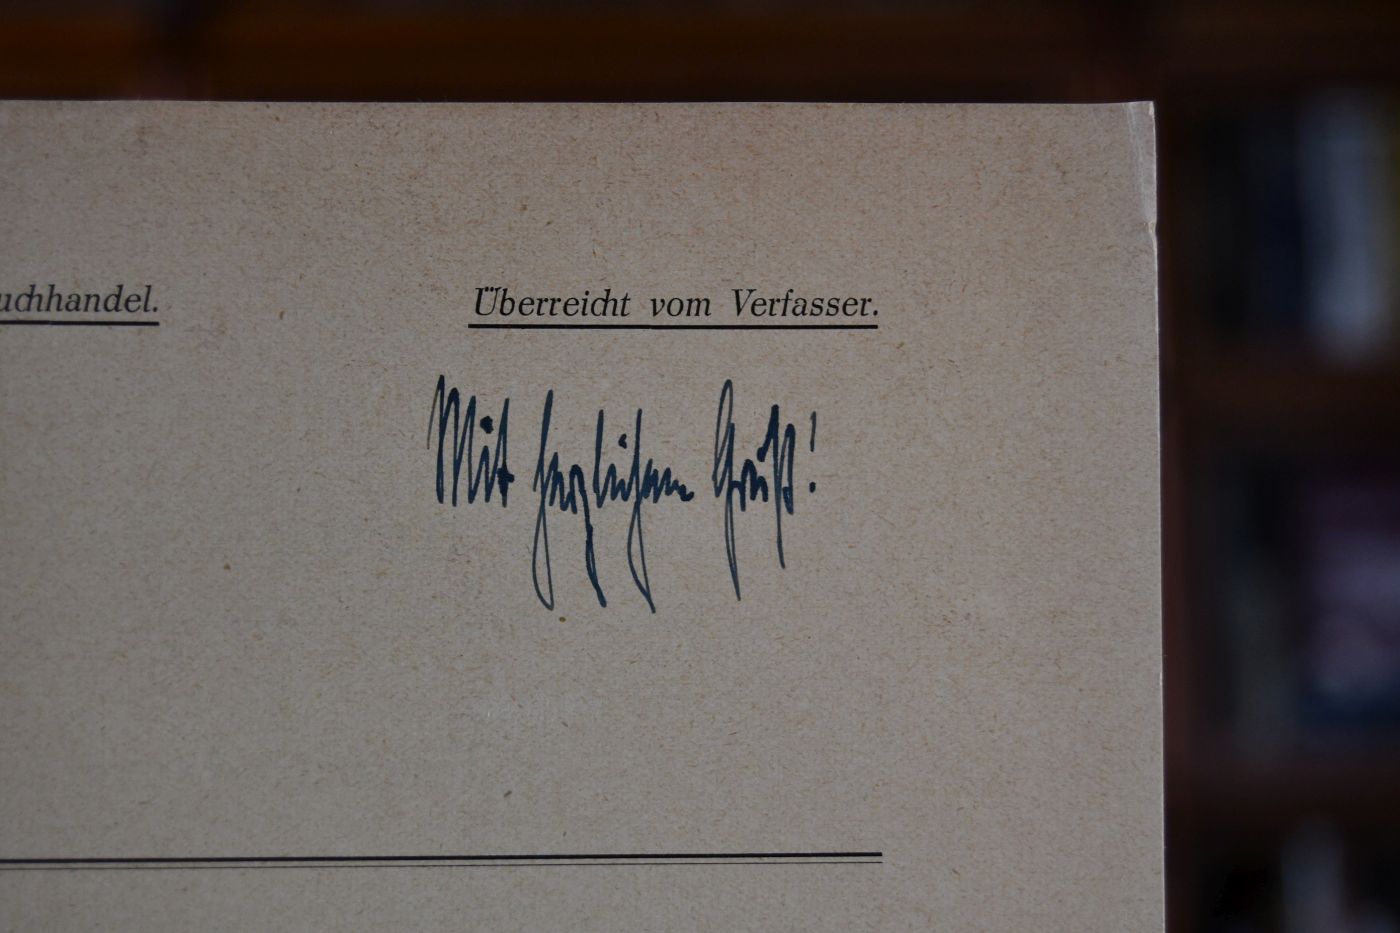 uchhandel. Überreicht vom Verfasser.
Mit herzlichem Gruß!